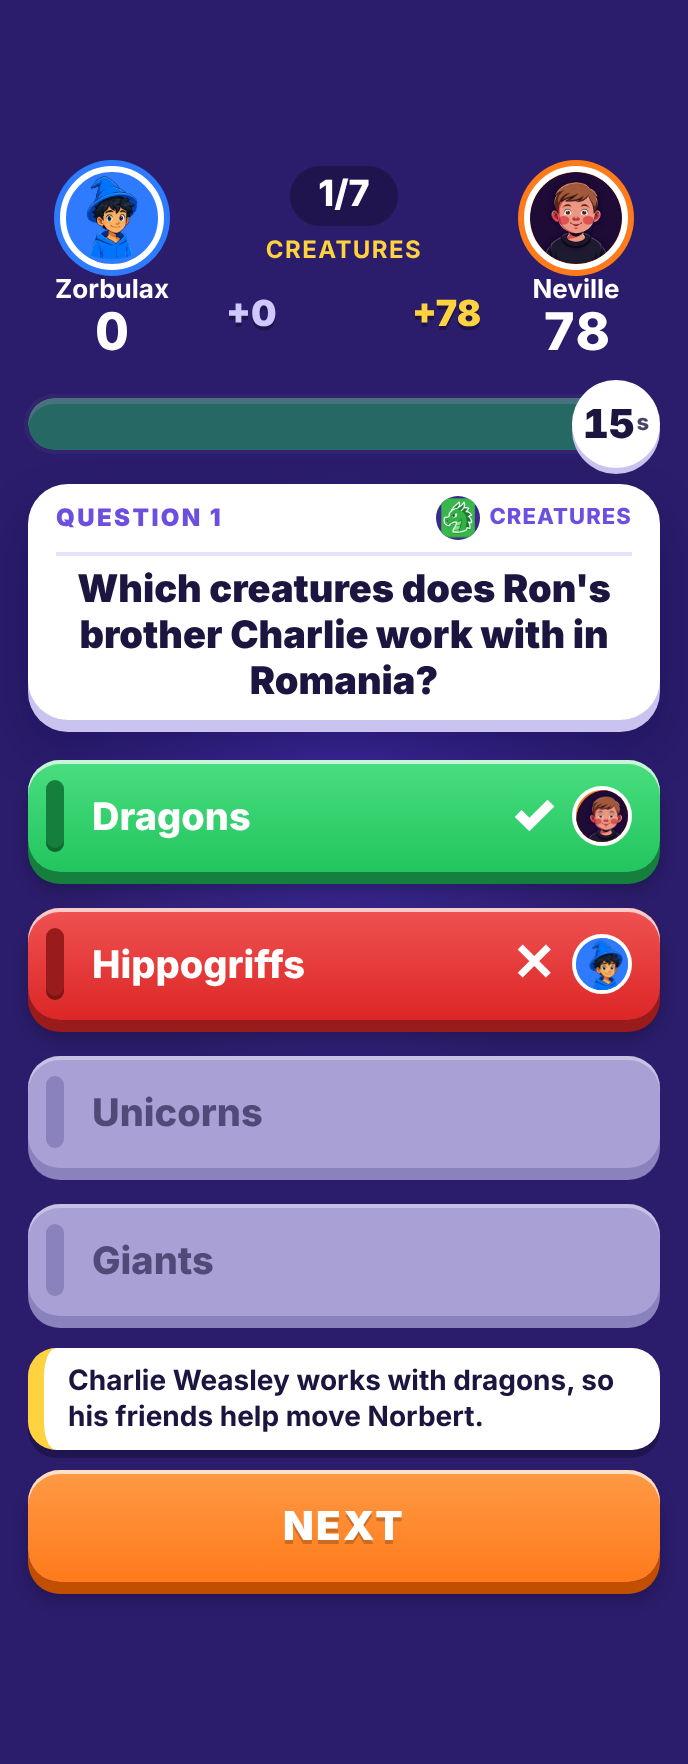 1/7
CREATURES
Zorbulax
0
+0
+78
Neville
78
15s
QUESTION 1
CREATURES
Which creatures does Ron's
brother Charlie work with in
Romania?
Dragons
Hippogriffs
Unicorns
Giants
Charlie Weasley works with dragons, so
his friends help move Norbert.
NEXT